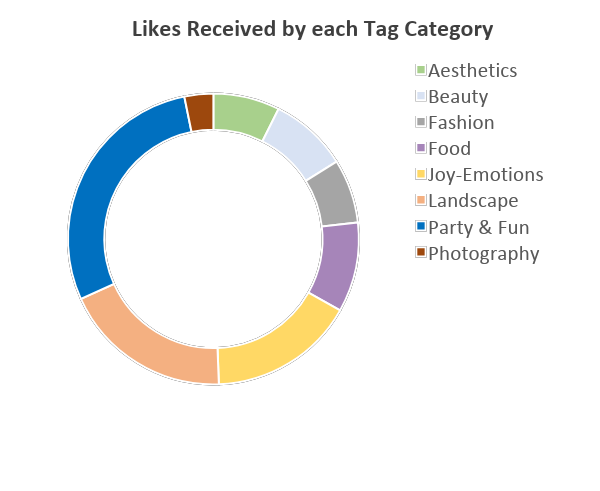 Likes Received by each Tag Category
Aesthetics
Beauty
Fashion
Food
Joy-Emotions
Landscape
Party & Fun
Photography